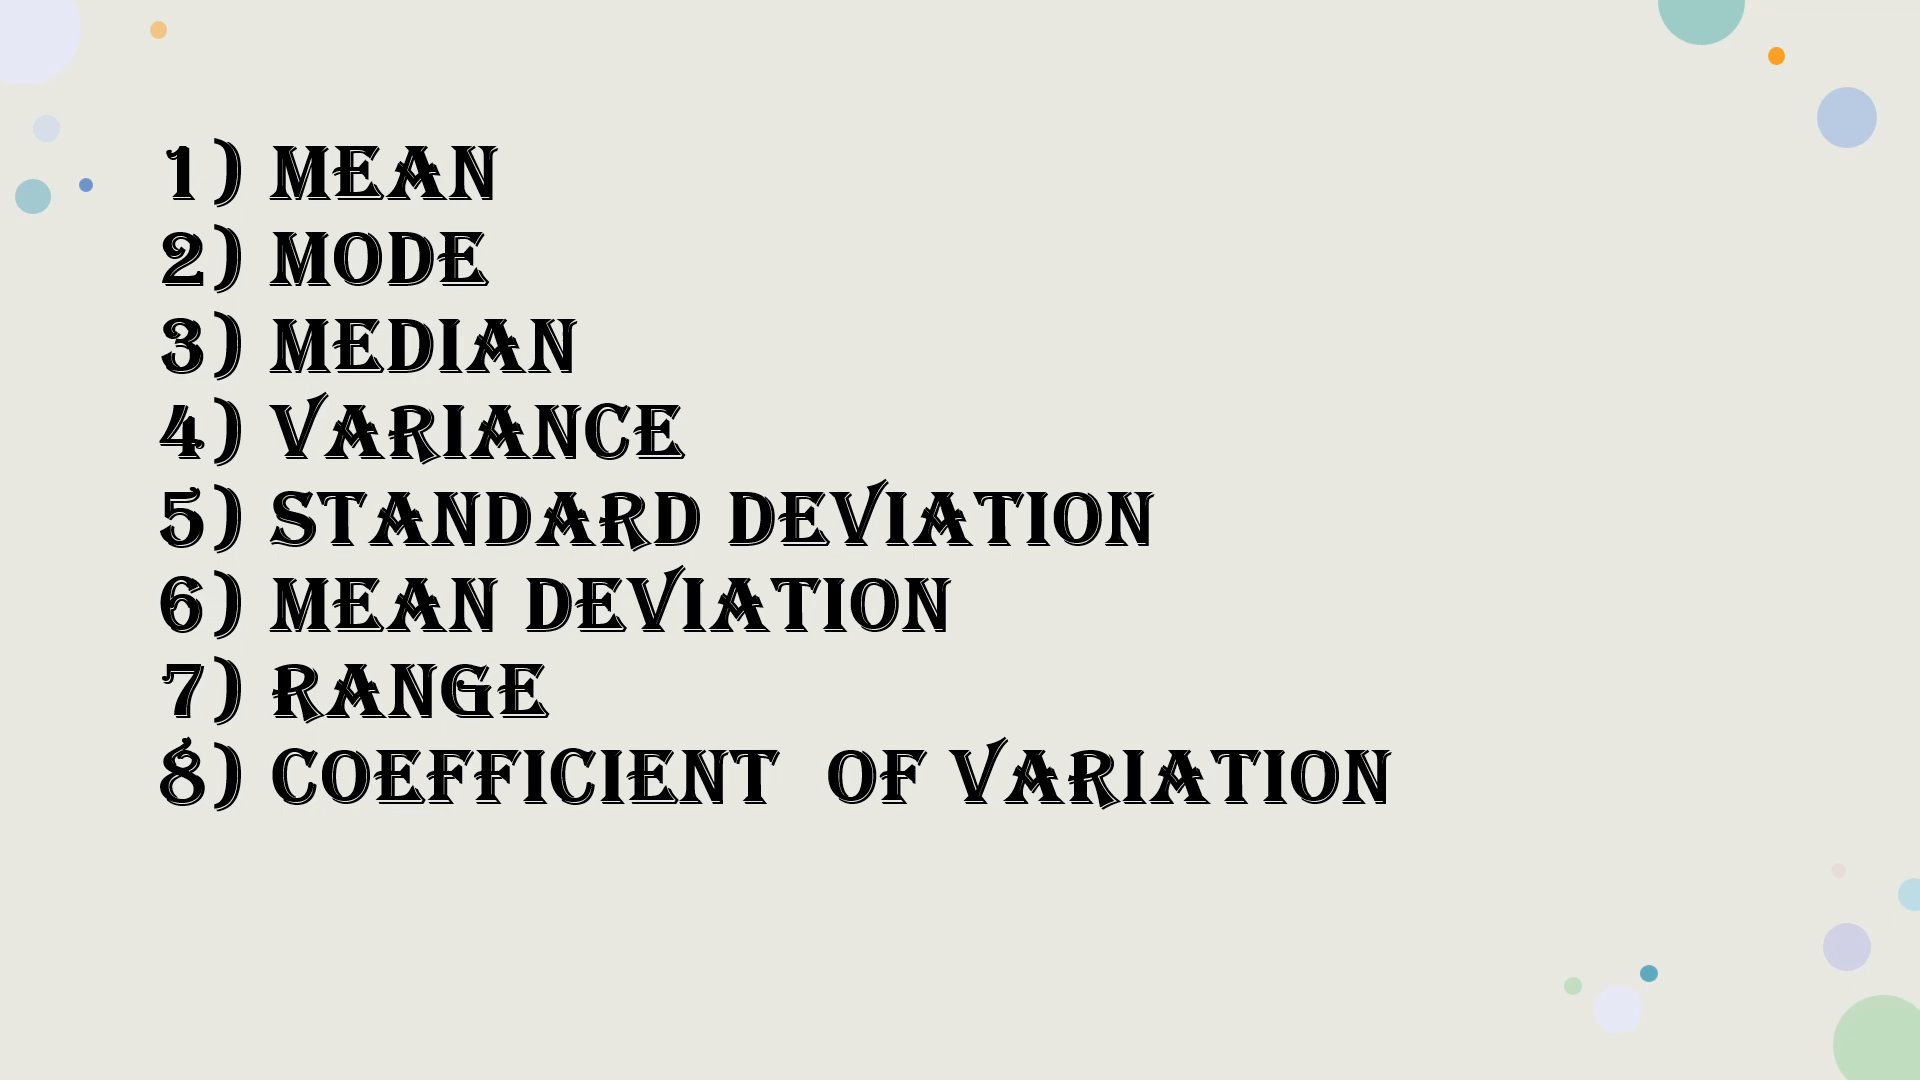 1) MEAN
2) MODE
3) MEDIAN
4) VARIANCE
5) STANDARD DEVIATION
6) MEAN DEVIATION
7) RANGE
8) COEFFICIENT  OF VARIATION